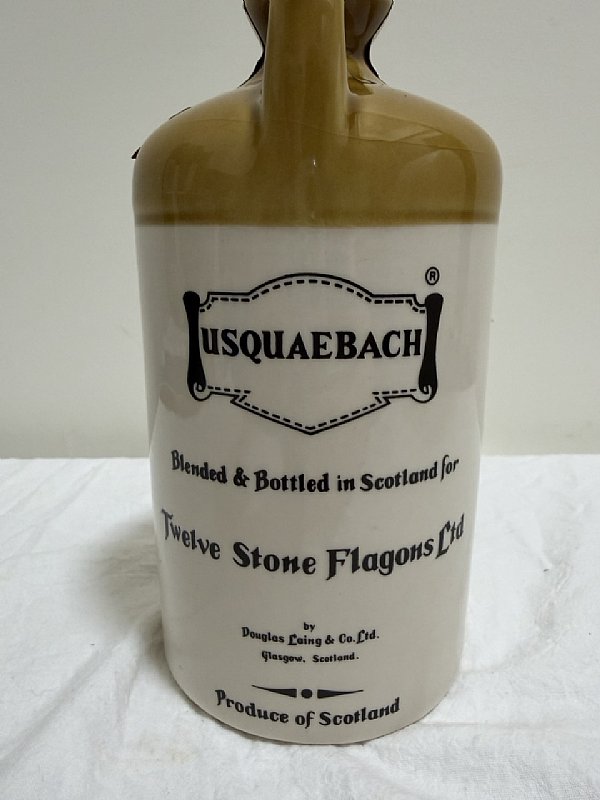 ®
USQUAEBACH
Blended & Bottled in Scotland for
Twelve Stone Flagons Ltd
by
Douglas Laing & Co. Ltd.
Glasgow, Scotland.
Produce of Scotland